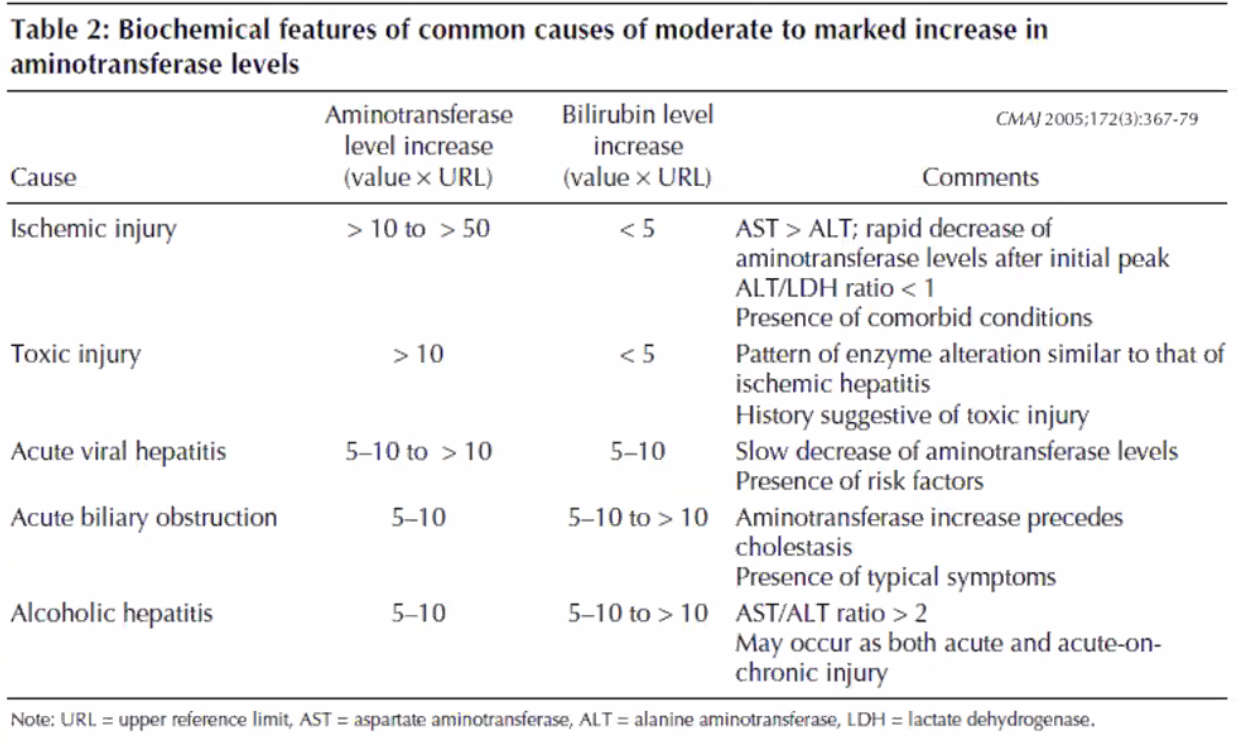 Table 2: Biochemical features of common causes of moderate to marked increase in
aminotransferase levels
CMAJ 2005;172(3):367-79
Cause
Aminotransferase
level increase
(value × URL)
Bilirubin level
increase
(value × URL)
Comments
Ischemic injury > 10 to > 50 < 5 AST > ALT; rapid decrease of
aminotransferase levels after initial peak
ALT/LDH ratio < 1
Presence of comorbid conditions
Toxic injury > 10 < 5 Pattern of enzyme alteration similar to that of
ischemic hepatitis
History suggestive of toxic injury
Acute viral hepatitis 5–10 to > 10 5–10 Slow decrease of aminotransferase levels
Presence of risk factors
Acute biliary obstruction 5–10 5–10 to > 10 Aminotransferase increase precedes
cholestasis
Presence of typical symptoms
Alcoholic hepatitis 5–10 5–10 to > 10 AST/ALT ratio > 2
May occur as both acute and acute-on-
chronic injury
Note: URL = upper reference limit, AST = aspartate aminotransferase, ALT = alanine aminotransferase, LDH = lactate dehydrogenase.